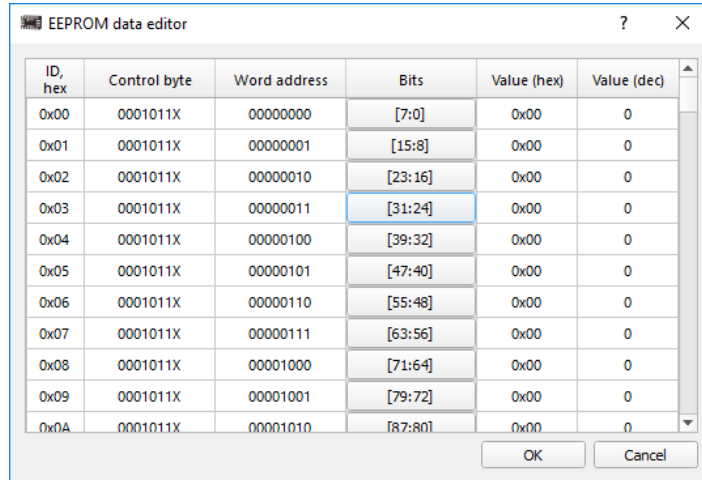 EEPROM data editor ? ×
ID, hex Control byte Word address Bits Value (hex) Value (dec)
0x00 0001011X 00000000 [7:0] 0x00 0
0x01 0001011X 00000001 [15:8] 0x00 0
0x02 0001011X 00000010 [23:16] 0x00 0
0x03 0001011X 00000011 [31:24] 0x00 0
0x04 0001011X 00000100 [39:32] 0x00 0
0x05 0001011X 00000101 [47:40] 0x00 0
0x06 0001011X 00000110 [55:48] 0x00 0
0x07 0001011X 00000111 [63:56] 0x00 0
0x08 0001011X 00001000 [71:64] 0x00 0
0x09 0001011X 00001001 [79:72] 0x00 0
0x0A 0001011X 00001010 [87:80] 0x00 0
OK Cancel